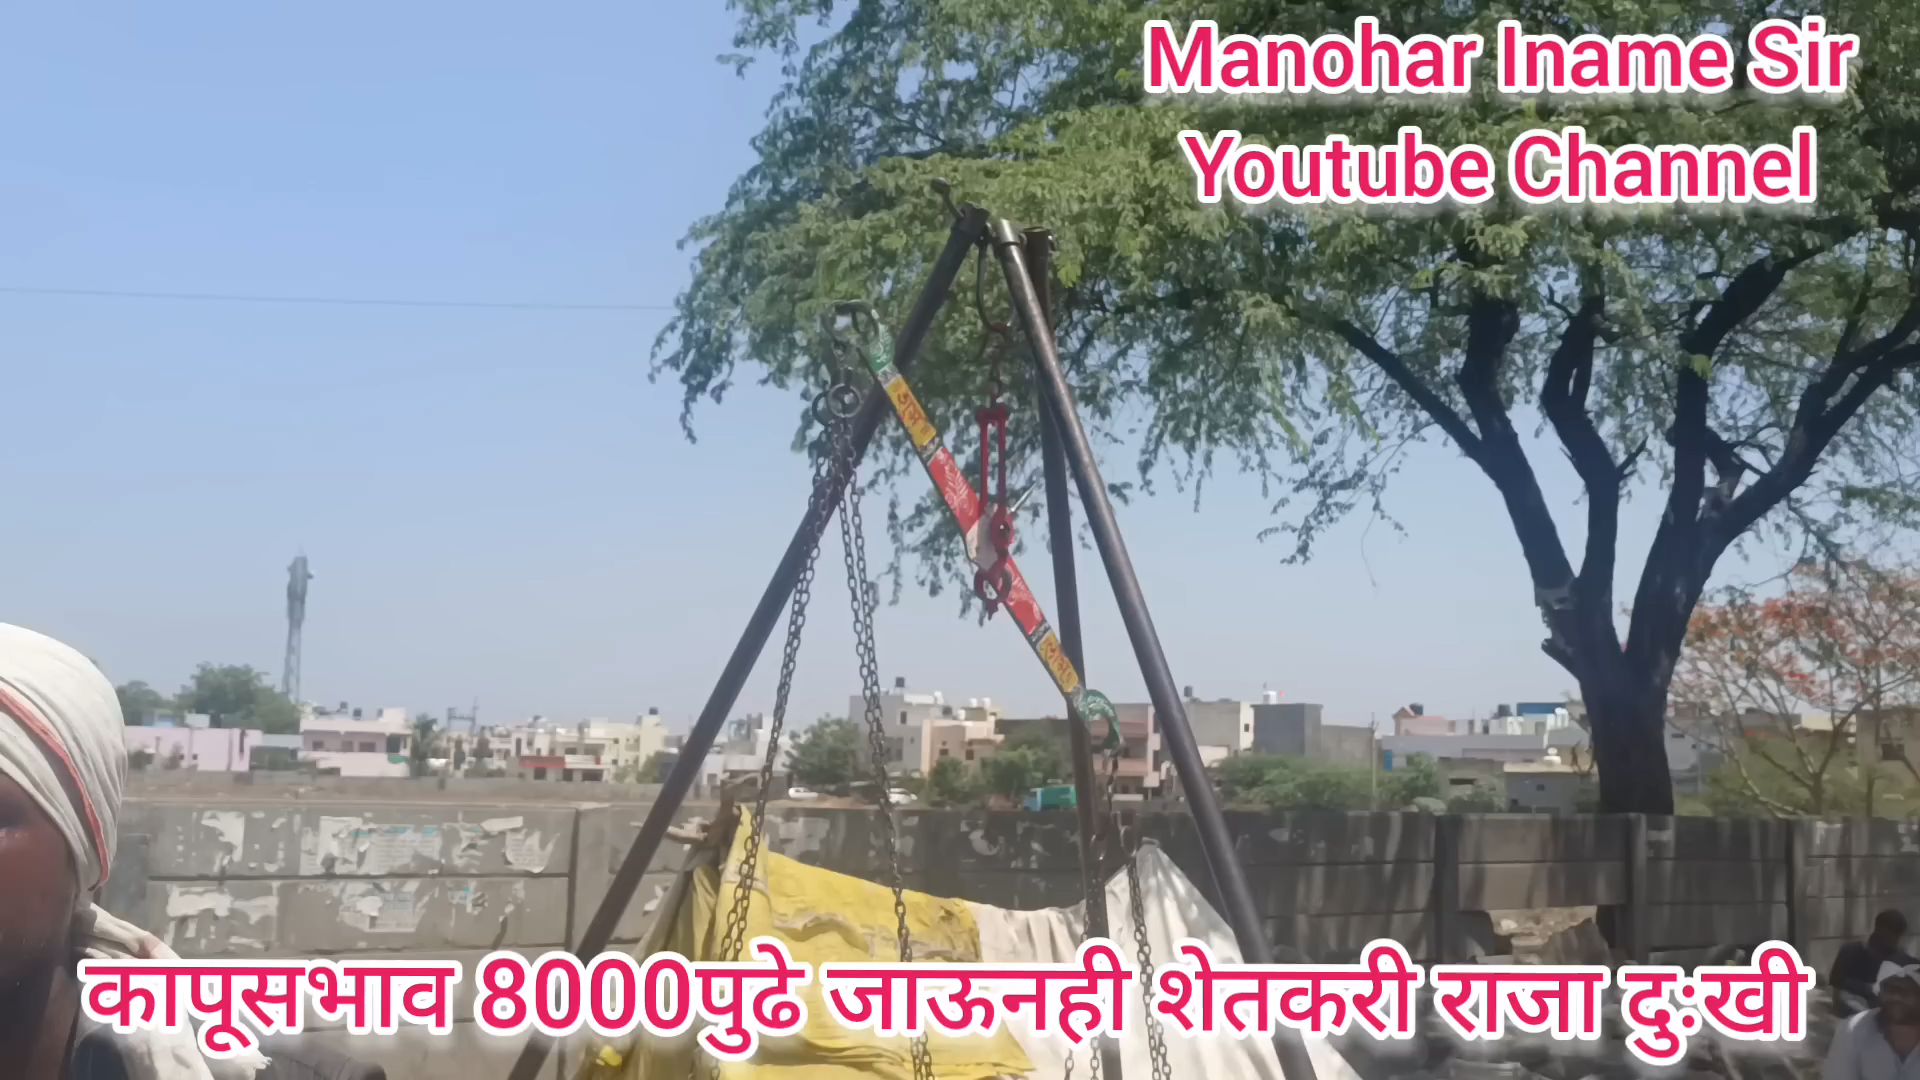 Manohar Iname Sir
Youtube Channel
कापूसभाव 8000पुढे जाऊनही शेतकरी राजा दुःखी